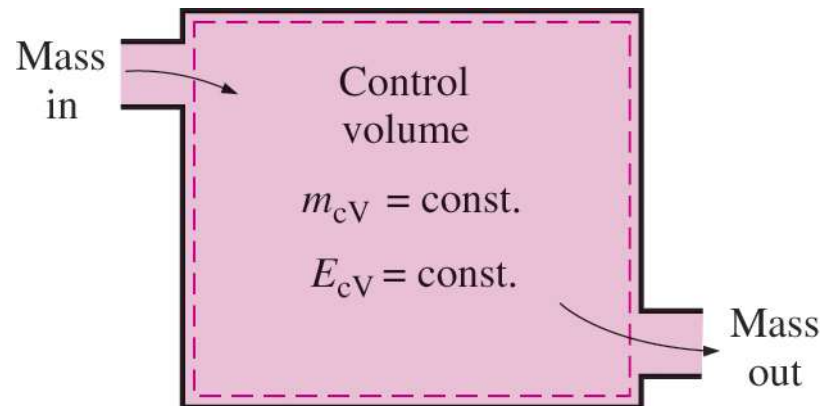 Mass
in
Control
volume
m_cV = const.
E_cV = const.
Mass
out